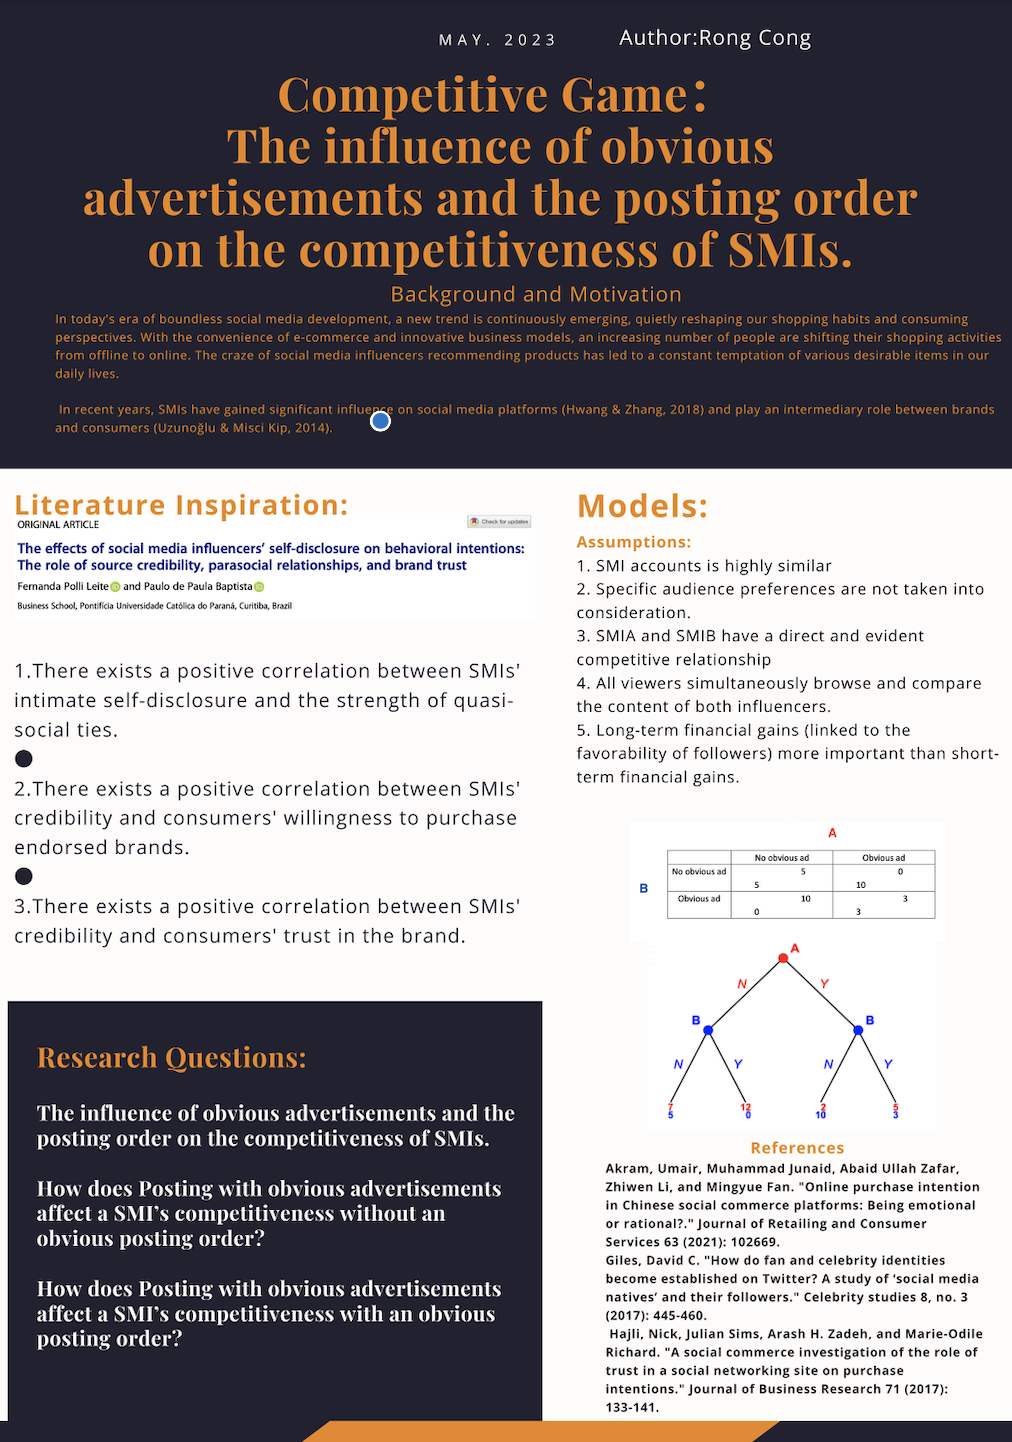 MAY. 2023
Author:Rong Cong
Competitive Game:
The influence of obvious
advertisements and the posting order
on the competitiveness of SMIs.
Background and Motivation
In today's era of boundless social media development, a new trend is continuously emerging, quietly reshaping our shopping habits and consuming
perspectives. With the convenience of e-commerce and innovative business models, an increasing number of people are shifting their shopping activities
from offline to online. The craze of social media influencers recommending products has led to a constant temptation of various desirable items in our
daily lives.
In recent years, SMIs have gained significant influence on social media platforms (Hwang & Zhang, 2018) and play an intermediary role between brands
and consumers (Uzunoğlu & Misci Kip, 2014).
Literature Inspiration:
ORIGINAL ARTICLE
Check for updates
The effects of social media influencers' self-disclosure on behavioral intentions:
The role of source credibility, parasocial relationships, and brand trust
Fernanda Polli Leite iD and Paulo de Paula Baptista iD
Business School, Pontifícia Universidade Católica do Paraná, Curitiba, Brazil
1.There exists a positive correlation between SMIs'
intimate self-disclosure and the strength of quasi-
social ties.
2.There exists a positive correlation between SMIs'
credibility and consumers' willingness to purchase
endorsed brands.
3.There exists a positive correlation between SMIs'
credibility and consumers' trust in the brand.
Research Questions:
The influence of obvious advertisements and the
posting order on the competitiveness of SMIs.
How does Posting with obvious advertisements
affect a SMI's competitiveness without an
obvious posting order?
How does Posting with obvious advertisements
affect a SMI's competitiveness with an obvious
posting order?
Models:
Assumptions:
1. SMI accounts is highly similar
2. Specific audience preferences are not taken into
consideration.
3. SMIA and SMIB have a direct and evident
competitive relationship
4. All viewers simultaneously browse and compare
the content of both influencers.
5. Long-term financial gains (linked to the
favorability of followers) more important than short-
term financial gains.
A
No obvious ad Obvious ad
No obvious ad 5 0
B
5 10
Obvious ad 10 3
0 3
A
N Y
B B
N Y N Y
7 12 2 5
5 0 10 3
References
Akram, Umair, Muhammad Junaid, Abaid Ullah Zafar,
Zhiwen Li, and Mingyue Fan. "Online purchase intention
in Chinese social commerce platforms: Being emotional
or rational?." Journal of Retailing and Consumer
Services 63 (2021): 102669.
Giles, David C. "How do fan and celebrity identities
become established on Twitter? A study of 'social media
natives' and their followers." Celebrity studies 8, no. 3
(2017): 445-460.
Hajli, Nick, Julian Sims, Arash H. Zadeh, and Marie-Odile
Richard. "A social commerce investigation of the role of
trust in a social networking site on purchase
intentions." Journal of Business Research 71 (2017):
133-141.